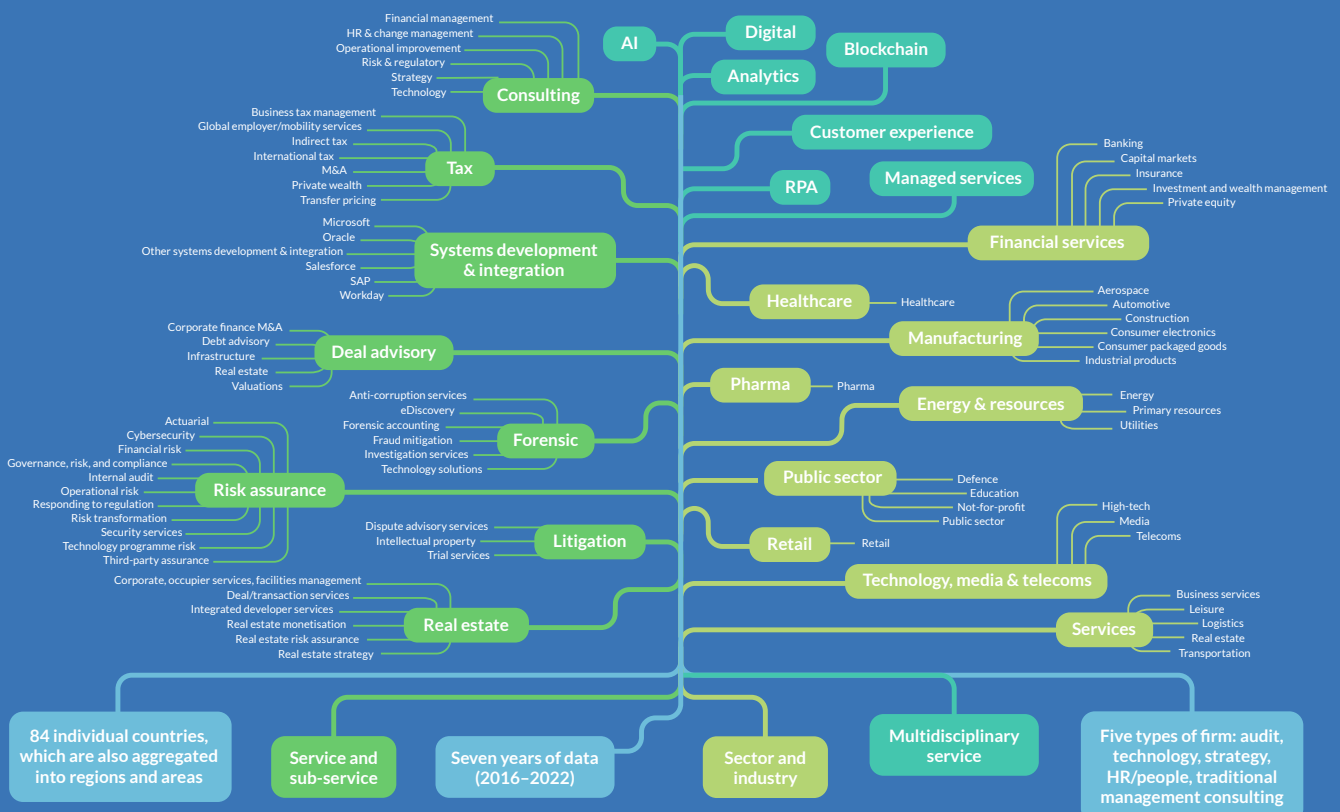 Financial management
HR & change management
Operational improvement
Risk & regulatory
Strategy
Technology
Consulting
Business tax management
Global employer/mobility services
Indirect tax
International tax
M&A
Private wealth
Transfer pricing
Tax
Microsoft
Oracle
Other systems development & integration
Salesforce
SAP
Workday
Systems development
& integration
Corporate finance M&A
Debt advisory
Infrastructure
Real estate
Valuations
Deal advisory
Anti-corruption services
eDiscovery
Forensic accounting
Fraud mitigation
Investigation services
Technology solutions
Forensic
Actuarial
Cybersecurity
Financial risk
Governance, risk, and compliance
Internal audit
Operational risk
Responding to regulation
Risk transformation
Security services
Technology programme risk
Third-party assurance
Risk assurance
Dispute advisory services
Intellectual property
Trial services
Litigation
Corporate, occupier services, facilities management
Deal/transaction services
Integrated developer services
Real estate monetisation
Real estate risk assurance
Real estate strategy
Real estate
AI
Digital
Blockchain
Analytics
Customer experience
RPA
Managed services
Banking
Capital markets
Insurance
Investment and wealth management
Private equity
Financial services
Healthcare
Healthcare
Aerospace
Automotive
Construction
Consumer electronics
Consumer packaged goods
Industrial products
Manufacturing
Pharma
Pharma
Energy & resources
Energy
Primary resources
Utilities
Public sector
Defence
Education
Not-for-profit
Public sector
Retail
Retail
High-tech
Media
Telecoms
Technology, media & telecoms
Services
Business services
Leisure
Logistics
Real estate
Transportation
84 individual countries,
which are also aggregated
into regions and areas
Service and
sub-service
Seven years of data
(2016–2022)
Sector and
industry
Multidisciplinary
service
Five types of firm: audit,
technology, strategy,
HR/people, traditional
management consulting